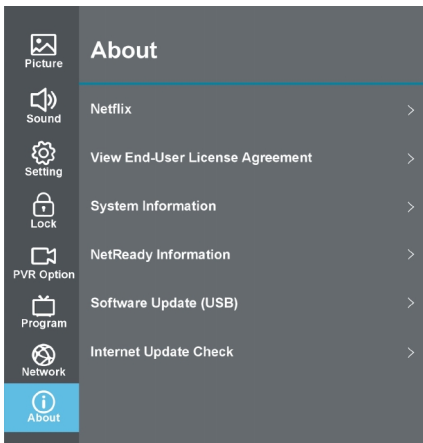 Picture
Sound
Setting
Lock
PVR Option
Program
Network
About
About
Netflix
View End-User License Agreement
System Information
NetReady Information
Software Update (USB)
Internet Update Check